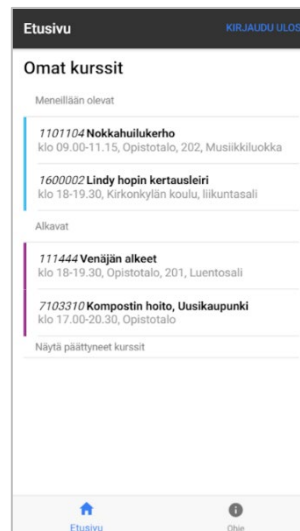 Etusivu KIRJAUDU ULOS
Omat kurssit
Meneillään olevat
1101104 Nokkahuilukerho
klo 09.00-11.15, Opistotalo, 202, Musiikkiluokka
1600002 Lindy hopin kertausleiri
klo 18-19.30, Kirkonkylän koulu, liikuntasali
Alkavat
111444 Venäjän alkeet
klo 18-19.30, Opistotalo, 201, Luentosali
7103310 Kompostin hoito, Uusikaupunki
klo 17.00-20.30, Opistotalo
Näytä päättyneet kurssit
Etusivu Ohje